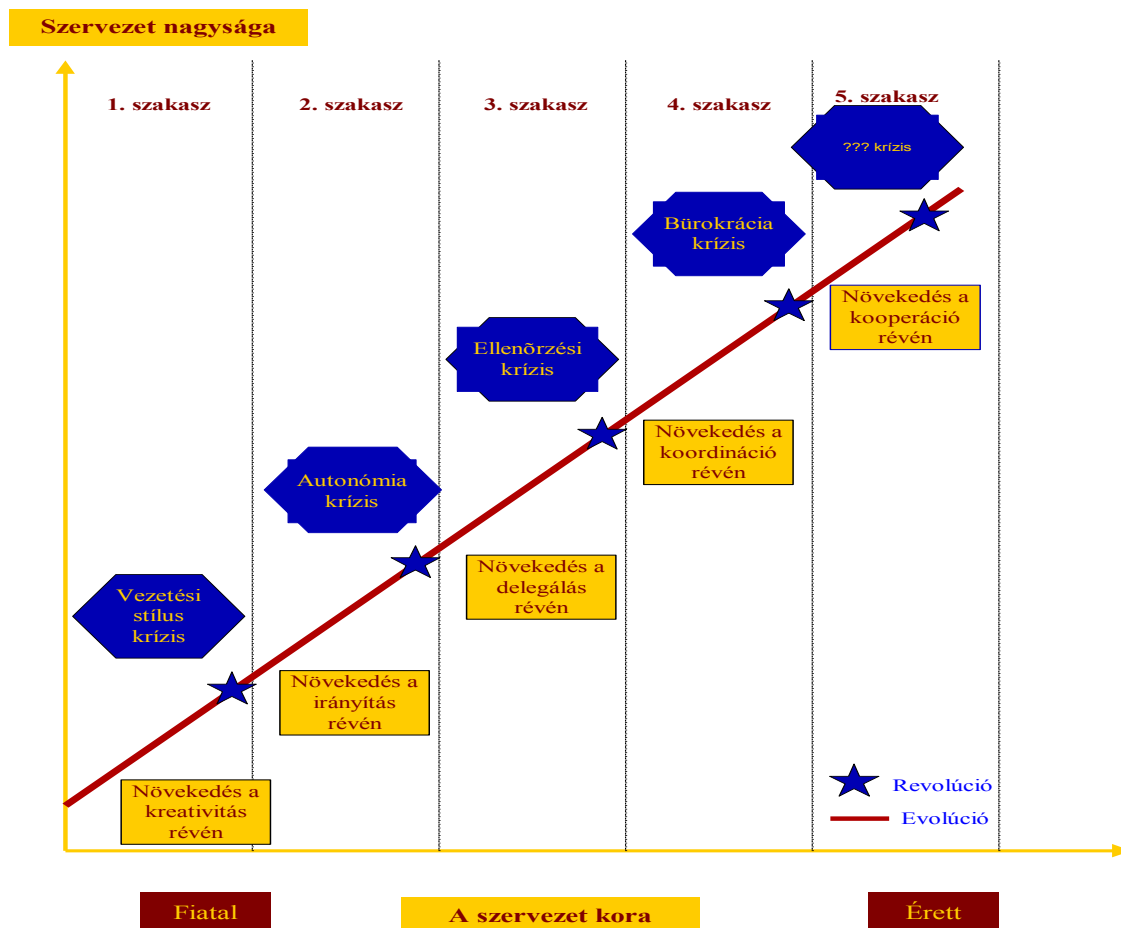 Szervezet nagysága
1. szakasz
2. szakasz
3. szakasz
4. szakasz
5. szakasz
??? krízis
Bürokrácia
krízis
Növekedés a
kooperáció
révén
Ellenõrzési
krízis
Növekedés a
koordináció
révén
Autonómia
krízis
Növekedés a
delegálás
révén
Vezetési
stílus
krízis
Növekedés a
irányítás
révén
Növekedés a
kreativitás
révén
Revolúció
Evolúció
Fiatal
A szervezet kora
Érett